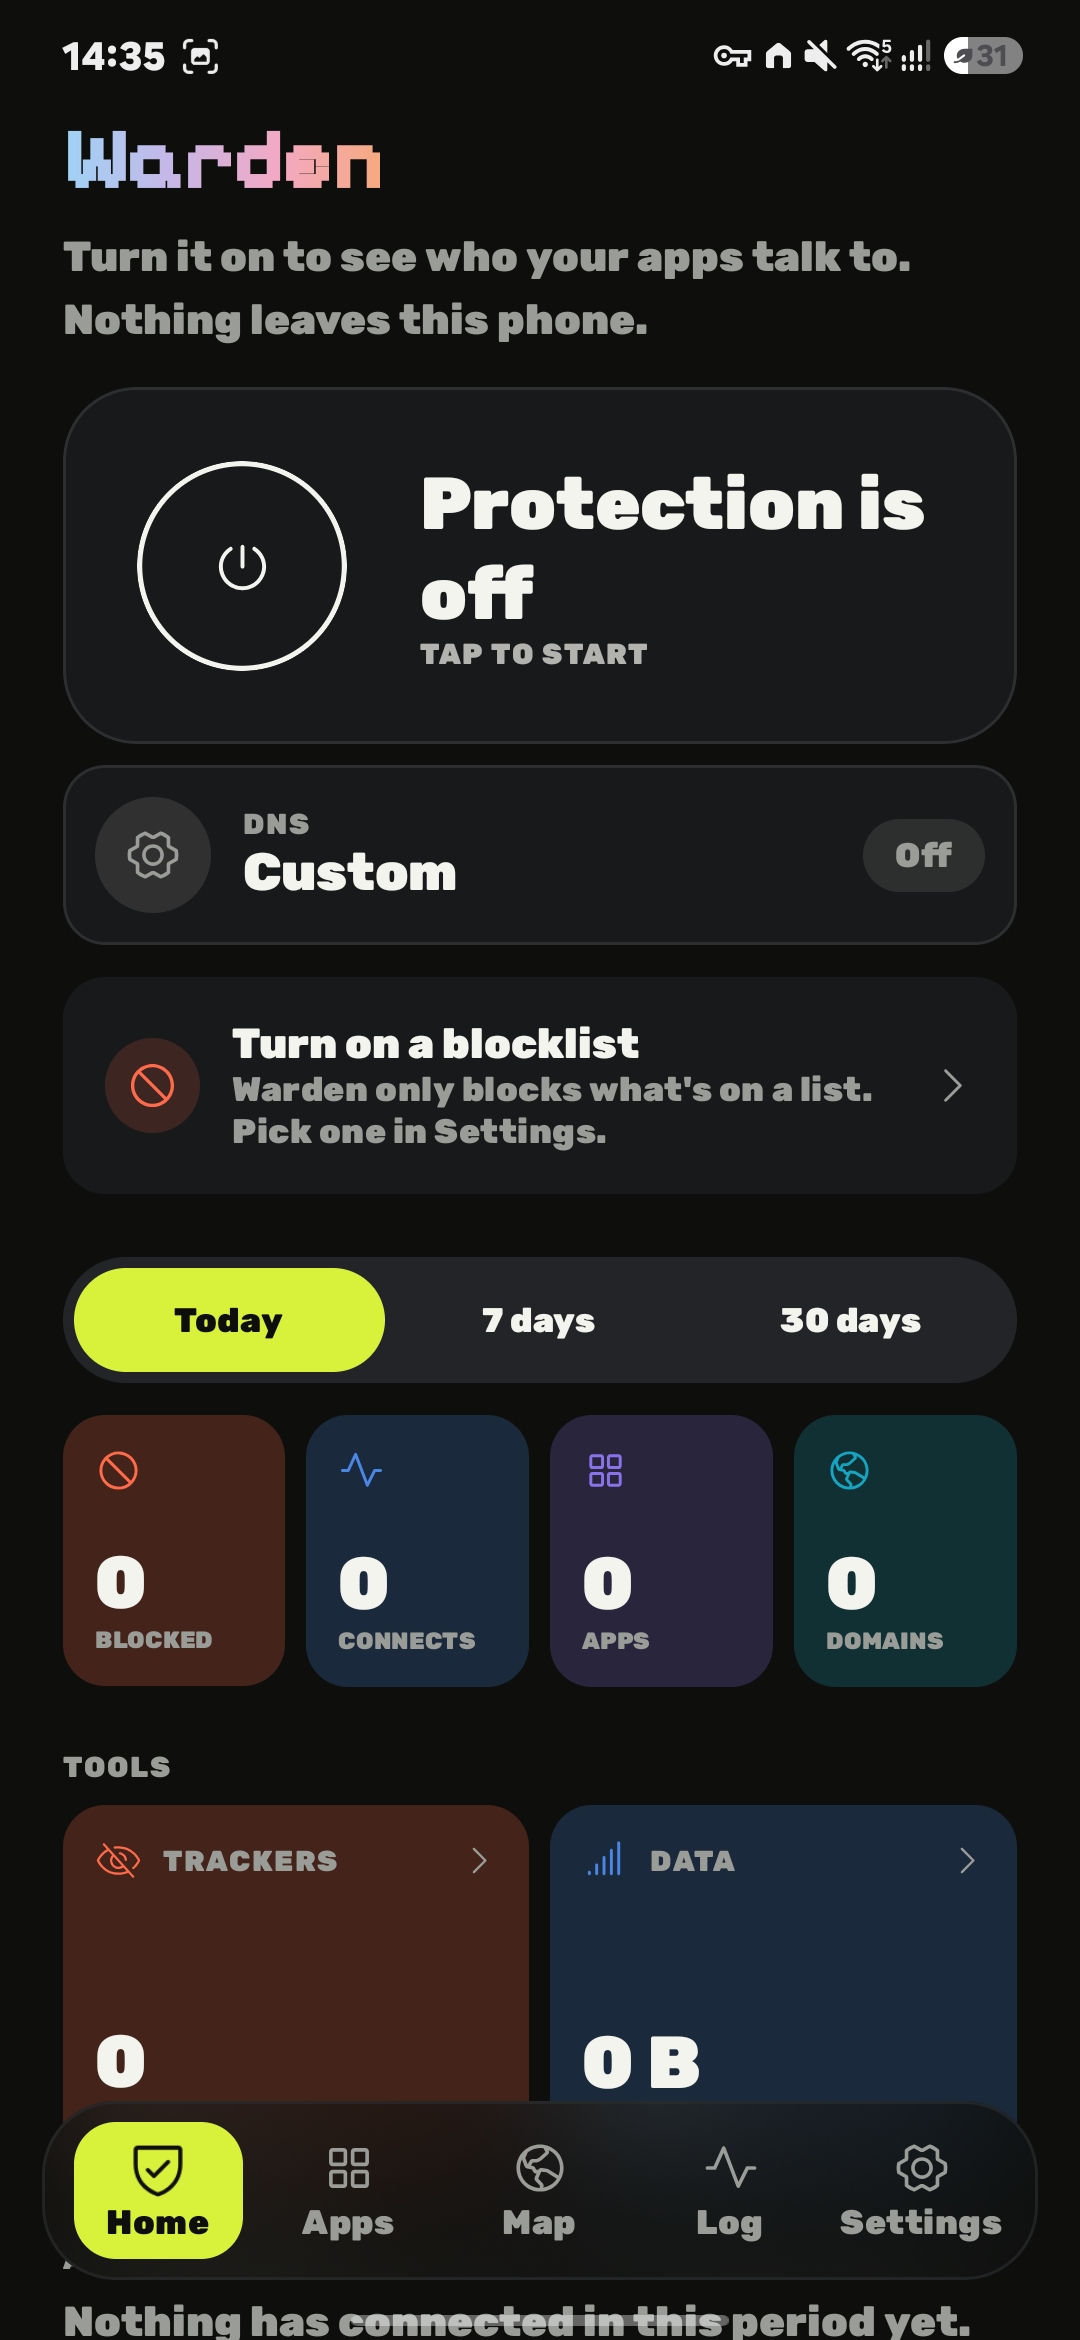 14:35
5
31
Warden
Turn it on to see who your apps talk to.
Nothing leaves this phone.
Protection is
off
TAP TO START
DNS
Custom
Off
Turn on a blocklist
Warden only blocks what's on a list.
Pick one in Settings.
Today
7 days
30 days
0
BLOCKED
0
CONNECTS
0
APPS
0
DOMAINS
TOOLS
TRACKERS
0
DATA
0 B
Home
Apps
Map
Log
Settings
Nothing has connected in this period yet.